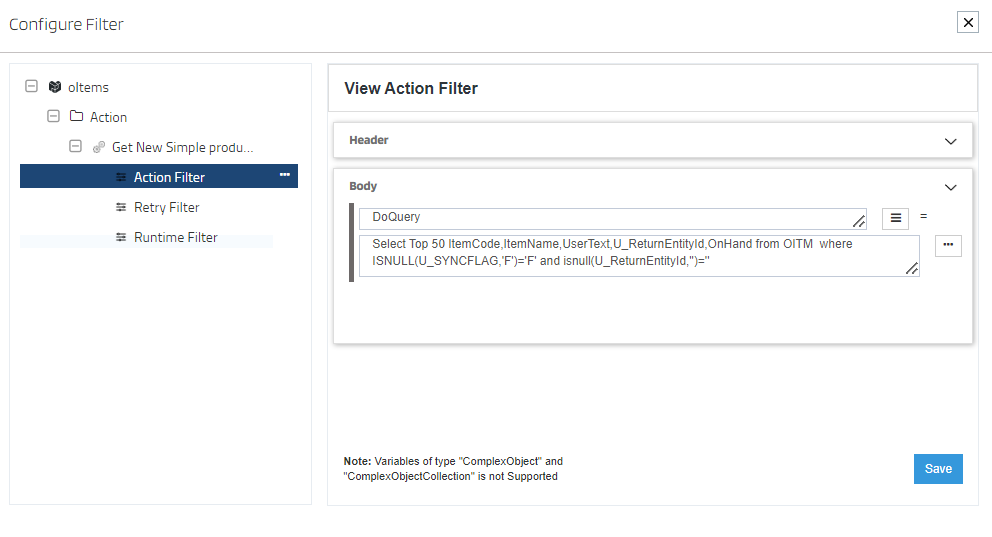 Configure Filter
oItems
Action
Get New Simple produ...
Action Filter
Retry Filter
Runtime Filter
View Action Filter
Header
Body
DoQuery
=
Select Top 50 ItemCode,ItemName,UserText,U_ReturnEntityId,OnHand from OITM where
ISNULL(U_SYNCFLAG,'F')='F' and isnull(U_ReturnEntityId,'')=''
Note: Variables of type "ComplexObject" and
"ComplexObjectCollection" is not Supported
Save